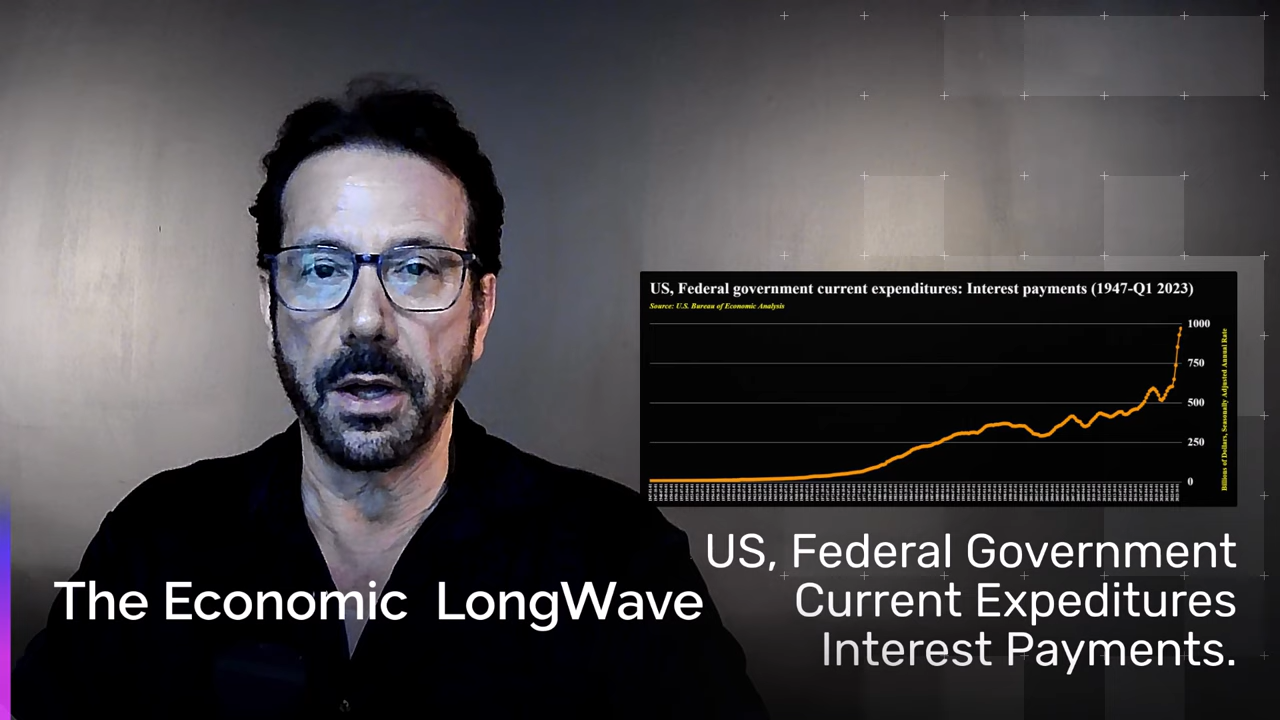 US, Federal government current expenditures: Interest payments (1947-Q1 2023)
Source: U.S. Bureau of Economic Analysis
1000
750
500
250
0
Billions of Dollars, Seasonally Adjusted Annual Rate
The Economic LongWave
US, Federal Government
Current Expeditures
Interest Payments.